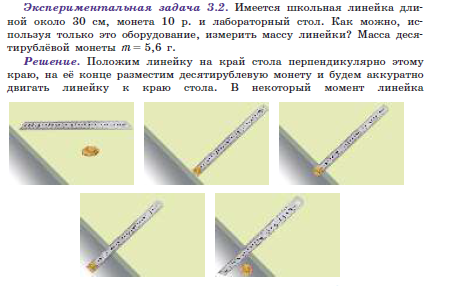 Экспериментальная задача 3.2. Имеется школьная линейка дли-
ной около 30 см, монета 10 р. и лабораторный стол. Как можно, ис-
пользуя только это оборудование, измерить массу линейки? Масса деся-
тирублёвой монеты m = 5,6 г.
Решение. Положим линейку на край стола перпендикулярно этому
краю, на её конце разместим десятирублевую монету и будем аккуратно
двигать линейку к краю стола. В некоторый момент линейка